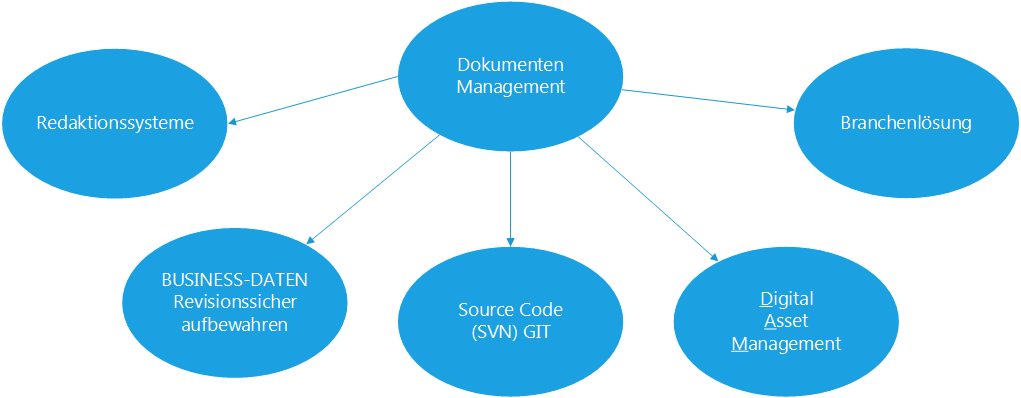 Dokumenten
Management
Redaktionssysteme
Branchenlösung
BUSINESS-DATEN
Revisionssicher
aufbewahren
Source Code
(SVN) GIT
Digital
Asset
Management